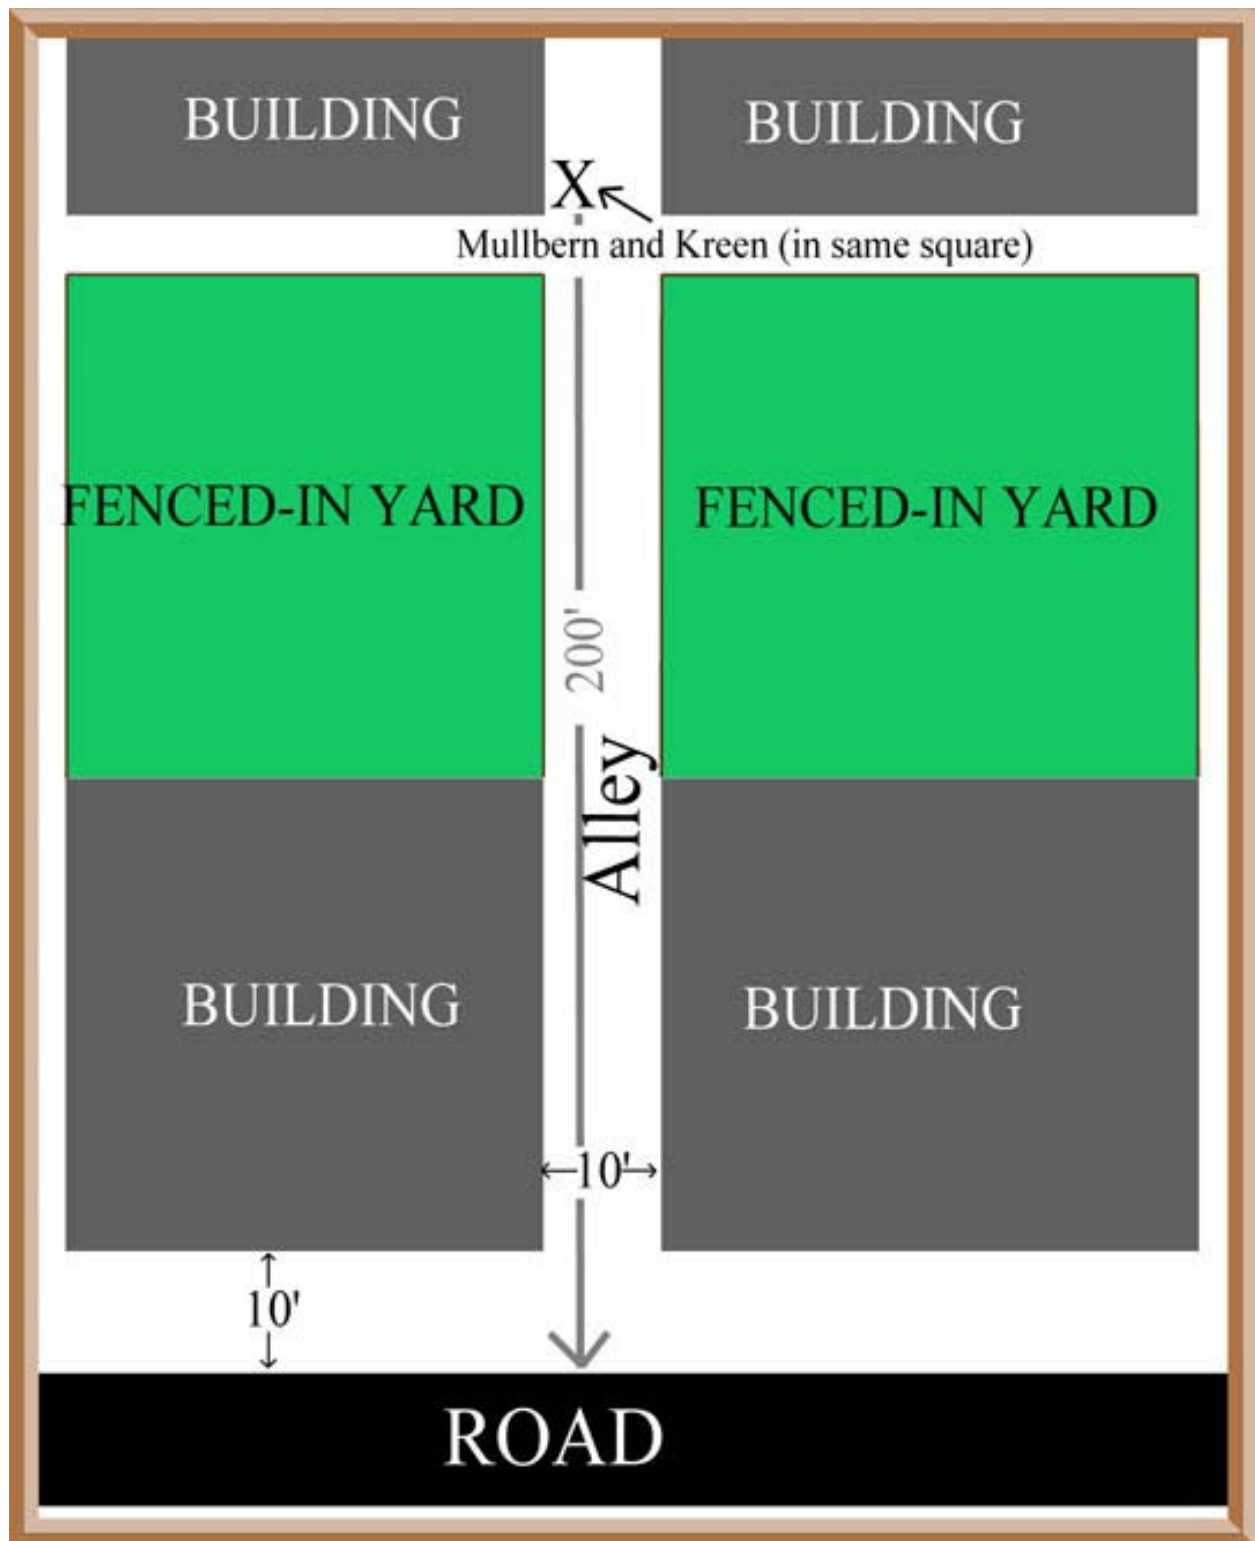 BUILDING
BUILDING
X
Mullbern and Kreen (in same square)
FENCED-IN YARD
FENCED-IN YARD
200'
Alley
BUILDING
BUILDING
10'
10'
ROAD